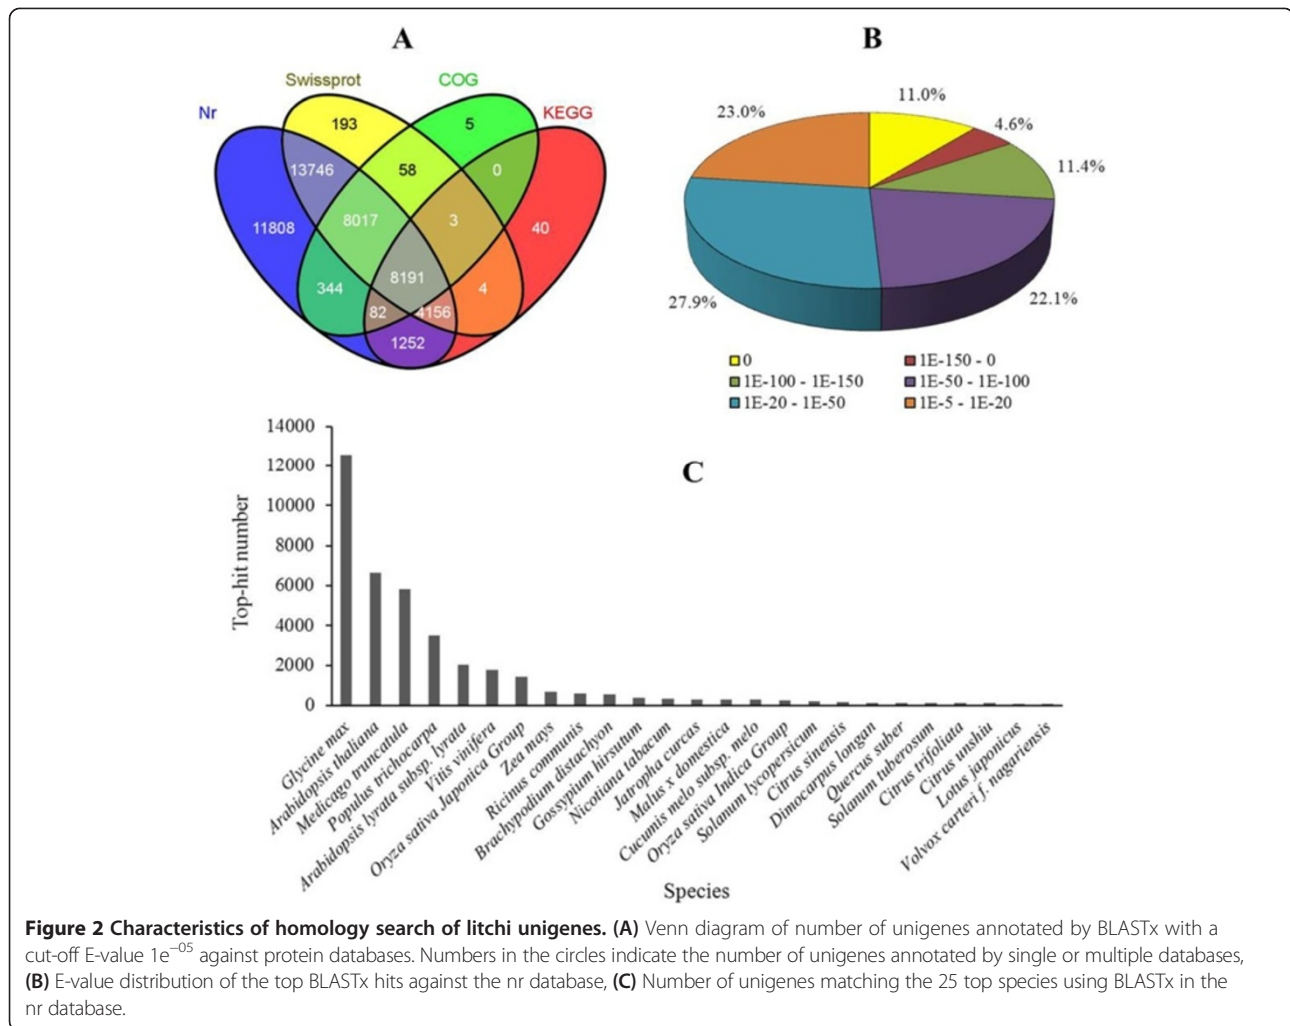 A
Swissprot
COG
Nr
KEGG
193
5
13746
58
0
11808
8017
3
40
8191
344
4
82
4156
1252
B
11.0%
23.0%
4.6%
11.4%
27.9%
22.1%
0
1E-150 - 0
1E-100 - 1E-150
1E-50 - 1E-100
1E-20 - 1E-50
1E-5 - 1E-20
C
Top-hit number
14000
12000
10000
8000
6000
4000
2000
0
Glycine max
Arabidopsis thaliana
Medicago truncatula
Populus trichocarpa
Arabidopsis lyrata subsp. lyrata
Vitis vinifera
Oryza sativa Japonica Group
Zea mays
Ricinus communis
Brachypodium distachyon
Gossypium hirsutum
Nicotiana tabacum
Jatropha curcas
Malus x domestica
Cucumis melo subsp. melo
Oryza sativa Indica Group
Solanum lycopersicum
Citrus sinensis
Dimocarpus longan
Quercus suber
Solanum tuberosum
Citrus trifoliata
Citrus unshiu
Lotus japonicus
Volvox carteri f. nagariensis
Species
Figure 2 Characteristics of homology search of litchi unigenes. (A) Venn diagram of number of unigenes annotated by BLASTx with a
cut-off E-value 1e⁻⁰⁵ against protein databases. Numbers in the circles indicate the number of unigenes annotated by single or multiple databases,
(B) E-value distribution of the top BLASTx hits against the nr database, (C) Number of unigenes matching the 25 top species using BLASTx in the
nr database.